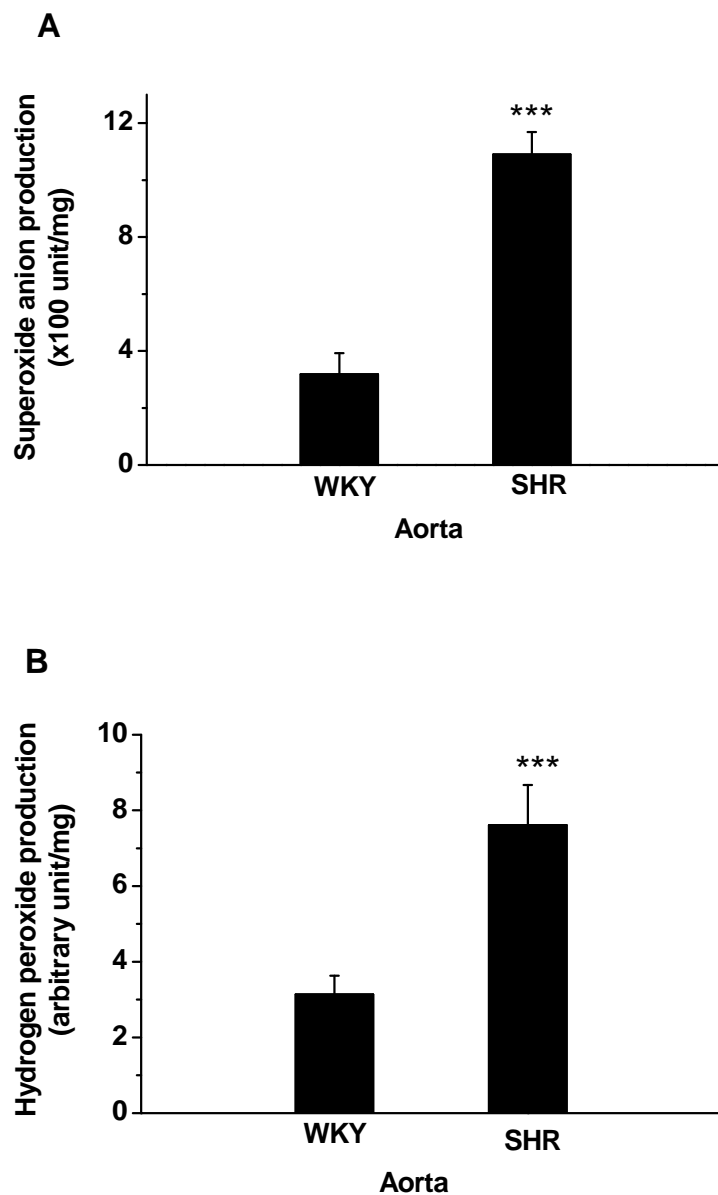 A
Superoxide anion production
(x100 unit/mg)
12
8
4
0
***
WKY
SHR
Aorta
B
Hydrogen peroxide production
(arbitrary unit/mg)
10
8
6
4
2
0
***
WKY
SHR
Aorta